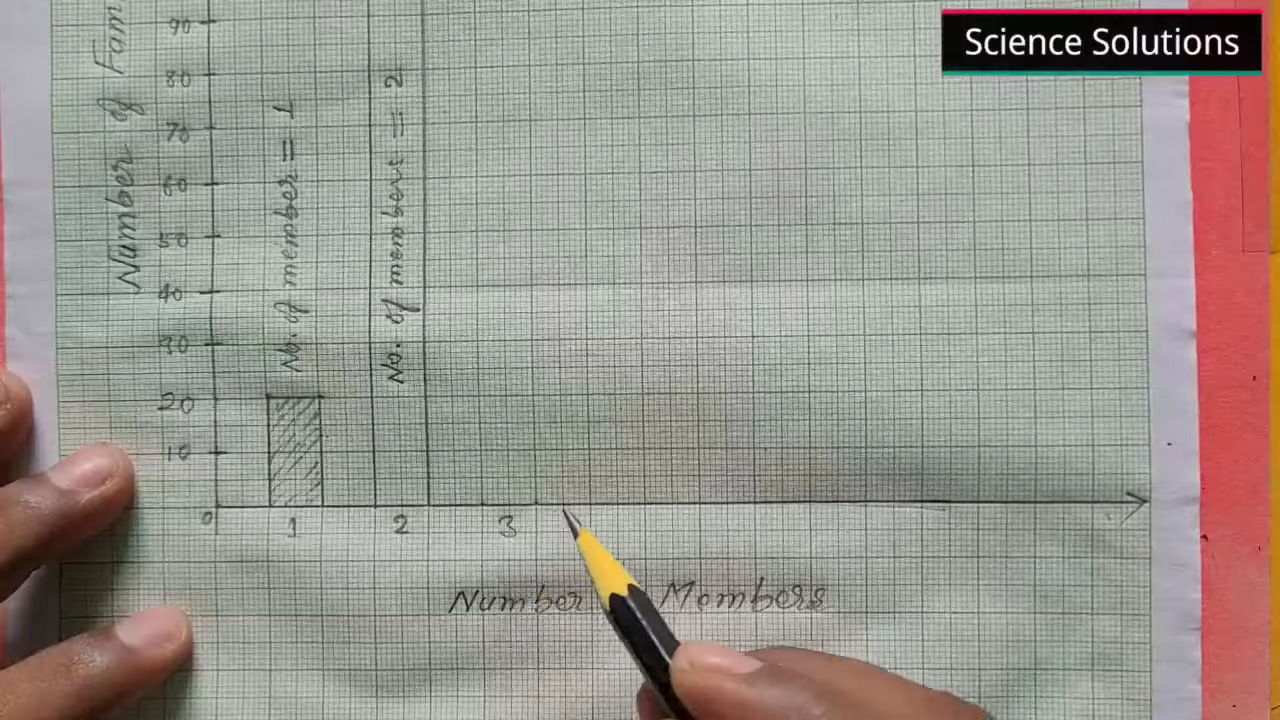 Science Solutions
Number of Fam
90
80
70
60
50
40
30
20
10
0
No. of member = 1
No. of members = 2
1 2 3
Number Members